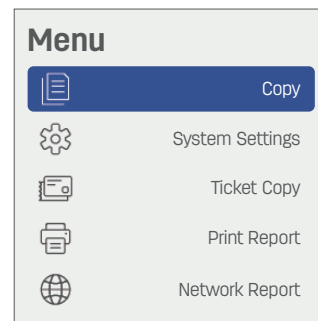 Menu
Copy
System Settings
Ticket Copy
Print Report
Network Report